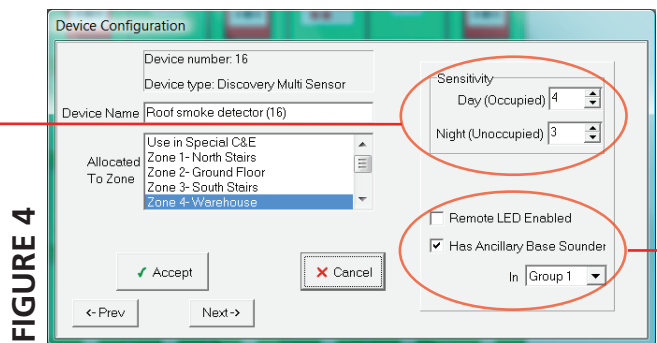 Device Configuration
Device number: 16
Device type: Discovery Multi Sensor
Device Name Roof smoke detector (16)
Allocated To Zone
Use in Special C&E
Zone 1- North Stairs
Zone 2- Ground Floor
Zone 3- South Stairs
Zone 4- Warehouse
Sensitivity
Day (Occupied) 4
Night (Unoccupied) 3
Remote LED Enabled
Has Ancillary Base Sounder
In Group 1
Accept
Cancel
<- Prev
Next ->
FIGURE 4